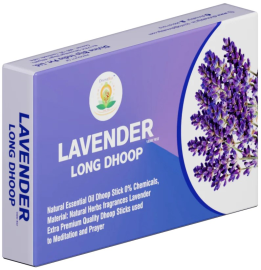 LAVENDER
LONG DHOOP
Natural Essential Oil Dhoop Stick 0% Chemicals,
Material: Natural Herbs fragrances Lavender
Extra Premium Quality Dhoop Sticks used
to Meditation and Prayer
LAVENDER
LONG DHOOP